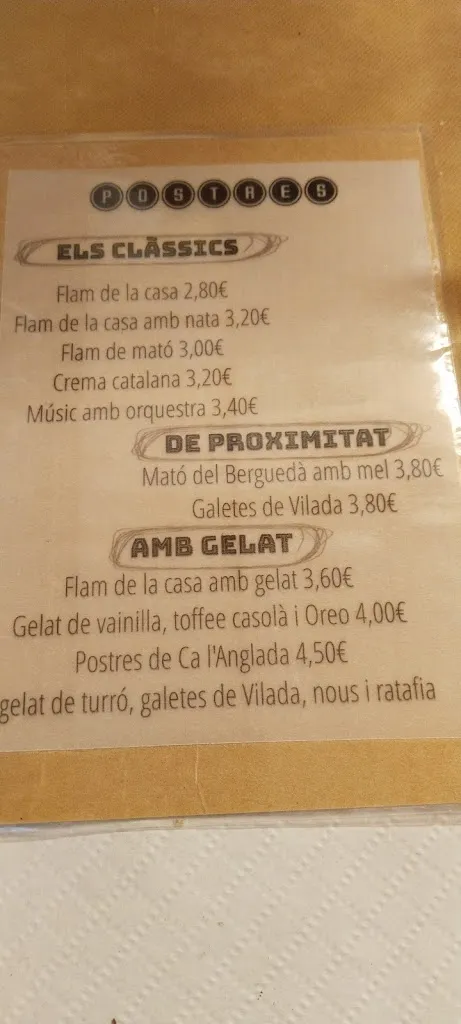 POSTRES
ELS CLÀSSICS
Flam de la casa 2,80€
Flam de la casa amb nata 3,20€
Flam de mató 3,00€
Crema catalana 3,20€
Músic amb orquestra 3,40€
DE PROXIMITAT
Mató del Berguedà amb mel 3,80€
Galetes de Vilada 3,80€
AMB GELAT
Flam de la casa amb gelat 3,60€
Gelat de vainilla, toffee casolà i Oreo 4,00€
Postres de Ca l'Anglada 4,50€
gelat de turró, galetes de Vilada, nous i ratafia